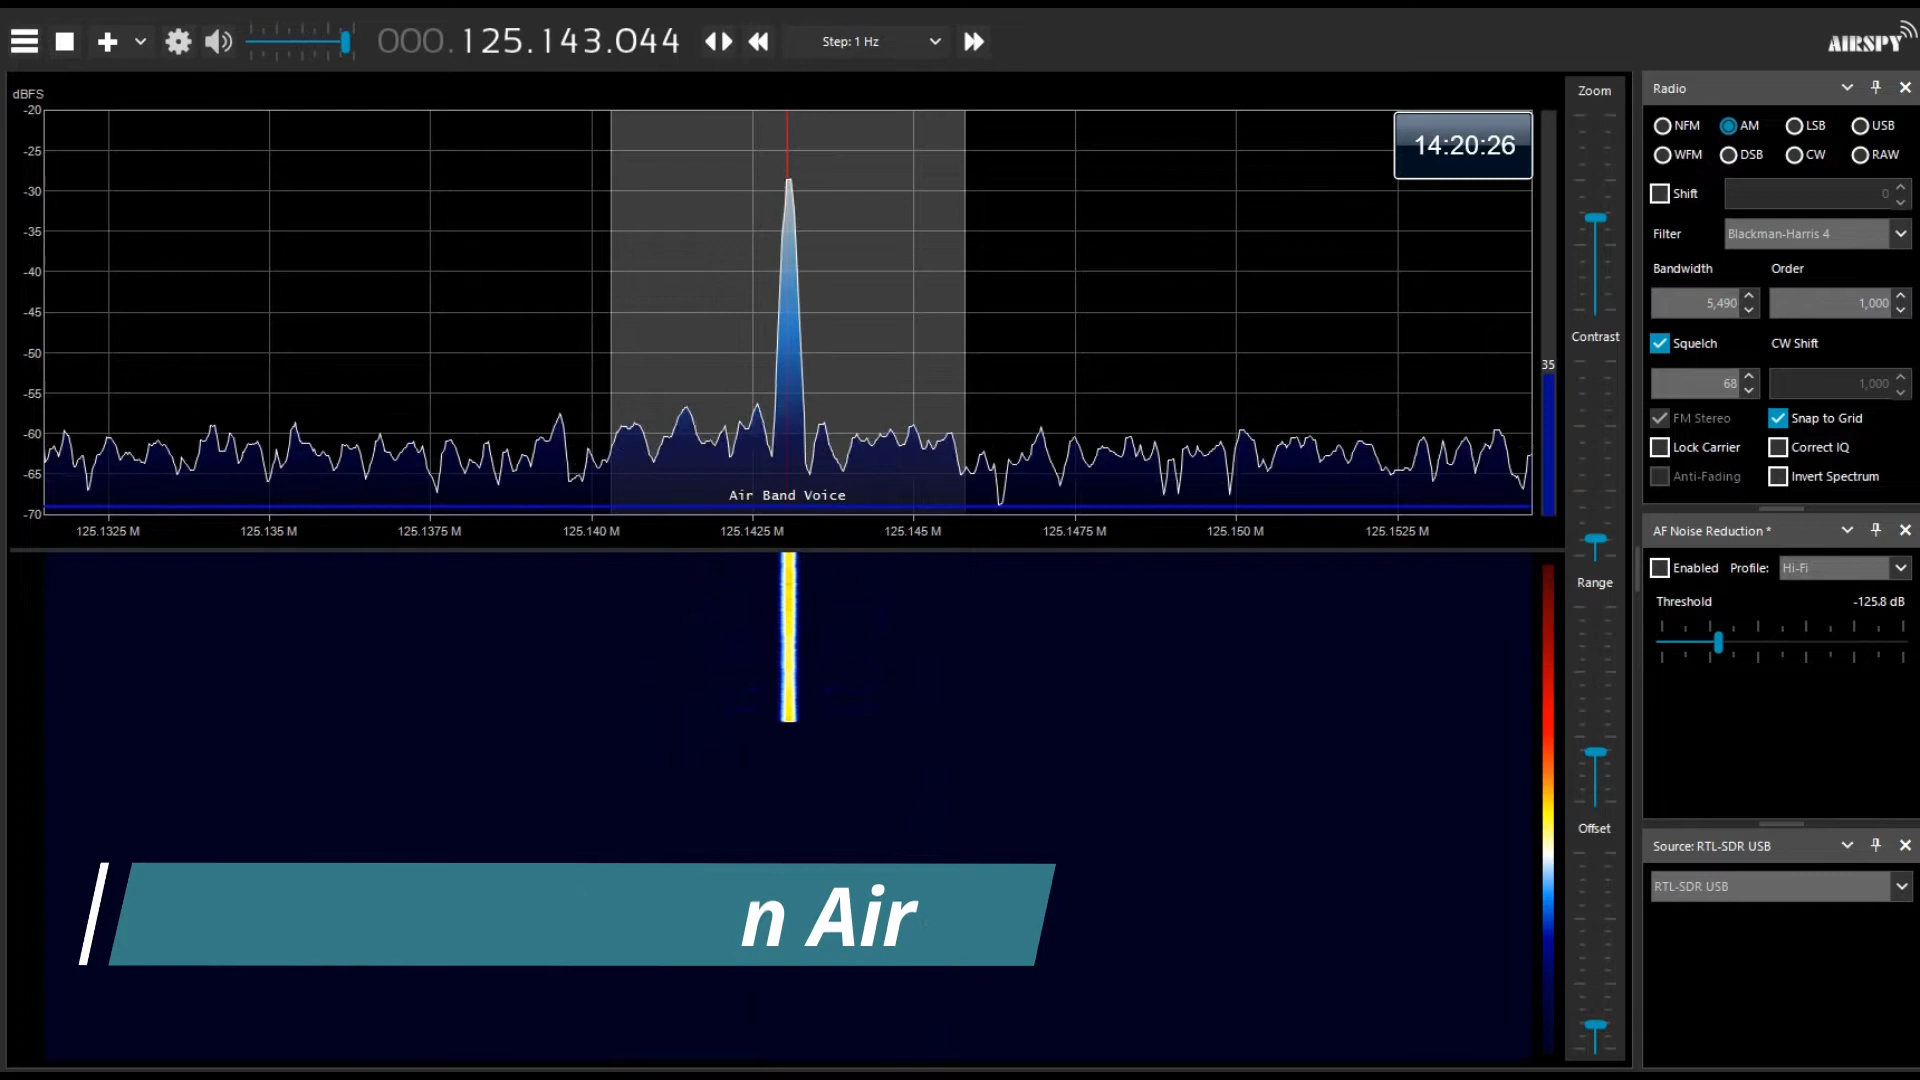 000.125.143.044
Step: 1 Hz
AIRSPY
dBFS
-20
-25
-30
-35
-40
-45
-50
-55
-60
-65
-70
14:20:26
Air Band Voice
125.1325 M
125.135 M
125.1375 M
125.140 M
125.1425 M
125.145 M
125.1475 M
125.150 M
125.1525 M
35
Zoom
Contrast
Range
Offset
Radio
NFM AM LSB USB
WFM DSB CW RAW
Shift 0
Filter Blackman-Harris 4
Bandwidth Order
5,490 1,000
Squelch CW Shift
68 1,000
FM Stereo Snap to Grid
Lock Carrier Correct IQ
Anti-Fading Invert Spectrum
AF Noise Reduction *
Enabled Profile: Hi-Fi
Threshold -125.8 dB
Source: RTL-SDR USB
RTL-SDR USB
n Air